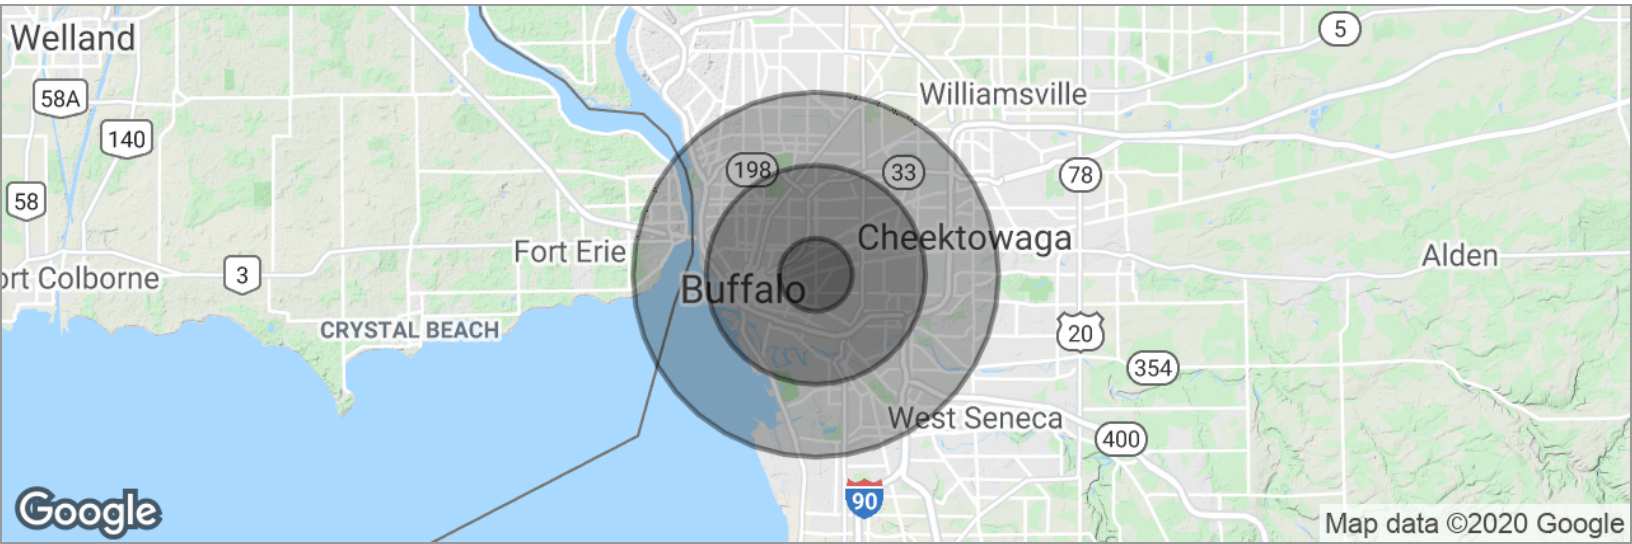 Welland
5
58A
Williamsville
140
198
33
78
58
Cheektowaga
Fort Erie
Alden
3
ort Colborne
Buffalo
CRYSTAL BEACH
20
354
West Seneca
400
90
Google
Map data ©2020 Google